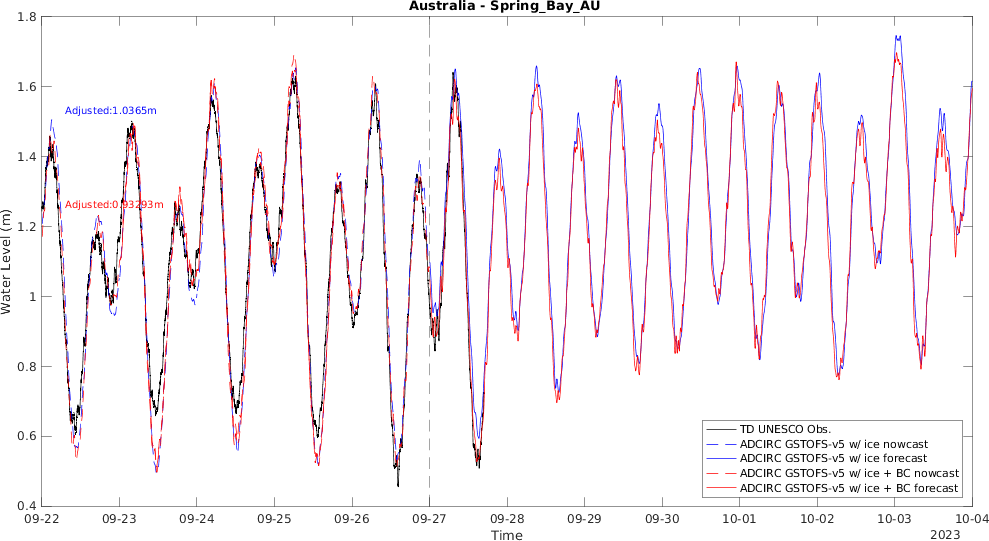 Australia - Spring_Bay_AU
1.8
1.6
1.4
1.2
1
0.8
0.6
0.4
Water Level (m)
Adjusted:1.0365m
Adjusted:0.93293m
TD UNESCO Obs.
ADCIRC GSTOFS-v5 w/ ice nowcast
ADCIRC GSTOFS-v5 w/ ice forecast
ADCIRC GSTOFS-v5 w/ ice + BC nowcast
ADCIRC GSTOFS-v5 w/ ice + BC forecast
09-22 09-23 09-24 09-25 09-26 09-27 09-28 09-29 09-30 10-01 10-02 10-03 10-04
Time
2023